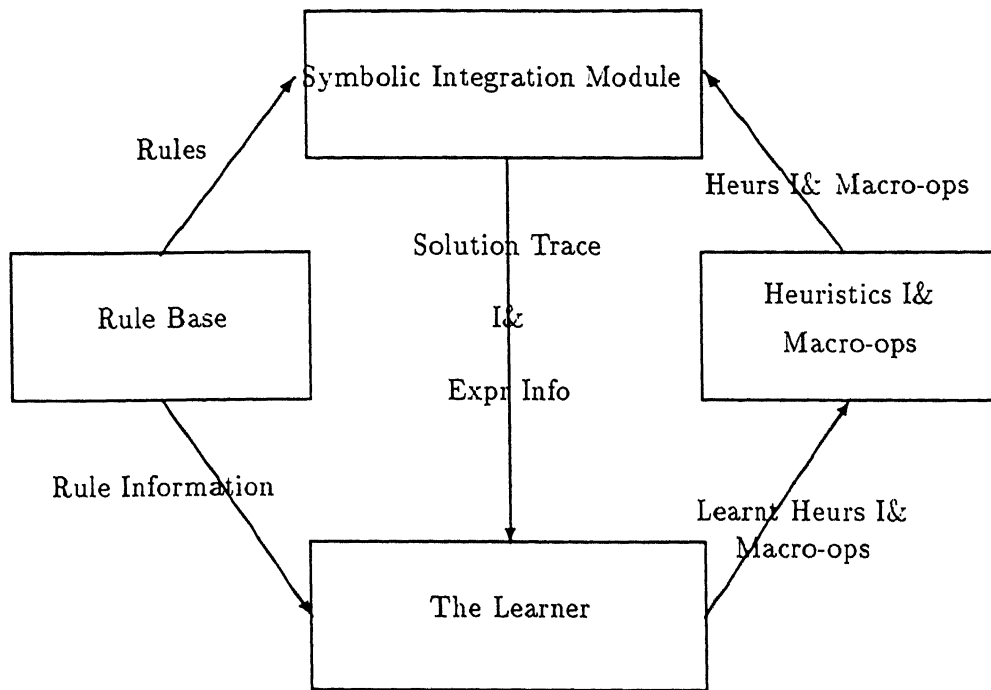 Symbolic Integration Module
Rules
Heurs I& Macro-ops
Solution Trace
I&
Expr Info
Rule Base
Heuristics I&
Macro-ops
Rule Information
Learnt Heurs I&
Macro-ops
The Learner